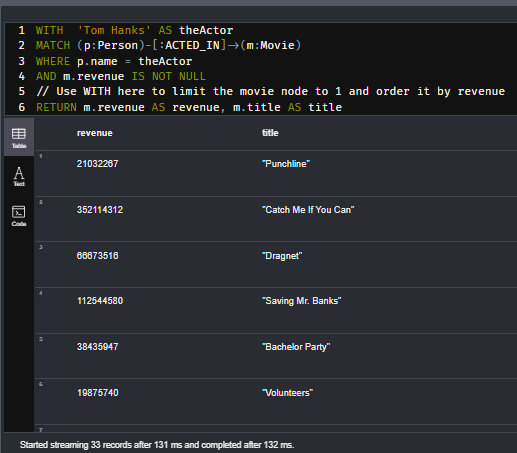 1 WITH 'Tom Hanks' AS theActor
2 MATCH (p:Person)-[:ACTED_IN]->(m:Movie)
3 WHERE p.name = theActor
4 AND m.revenue IS NOT NULL
5 // Use WITH here to limit the movie node to 1 and order it by revenue
6 RETURN m.revenue AS revenue, m.title AS title
Table
Text
Code
revenue title
1 21032267 "Punchline"
2 352114312 "Catch Me If You Can"
3 66673516 "Dragnet"
4 112544580 "Saving Mr. Banks"
5 38435947 "Bachelor Party"
6 19875740 "Volunteers"
7
Started streaming 33 records after 131 ms and completed after 132 ms.